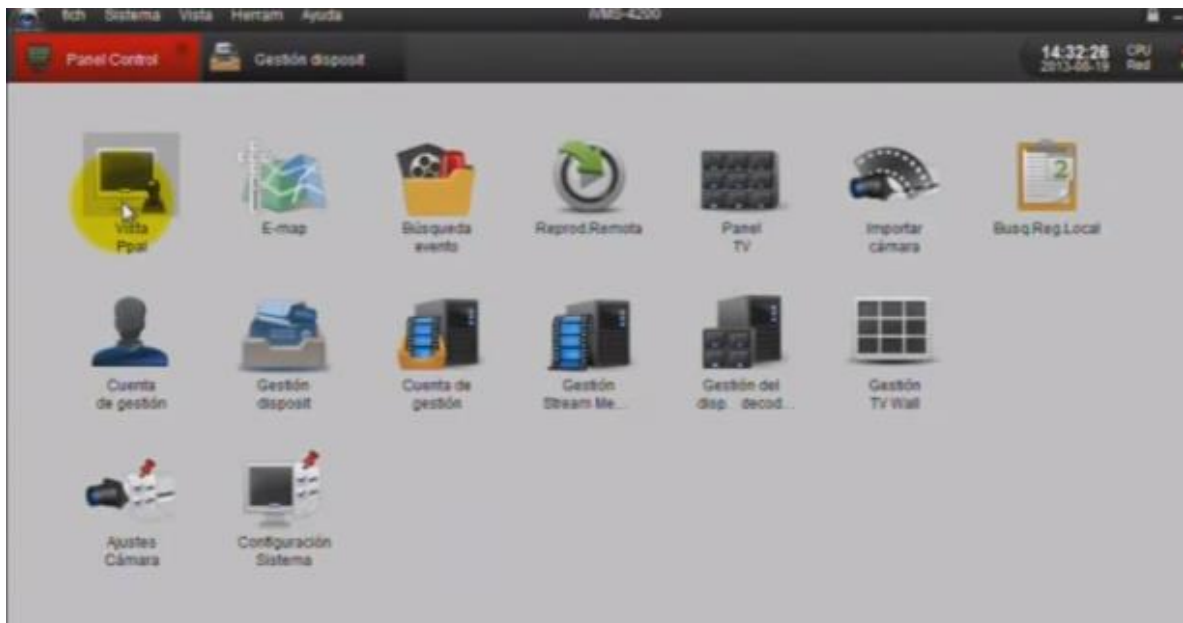 fich Sistema Vista Herram Ayuda
iVMS-4200
Panel Control
Gestión disposit
14:32:26
2013-06-19
CPU
Red
Vista
Ppal
E-map
Búsqueda
evento
Reprod.Remota
Panel
TV
Importar
cámara
2
Busq.Reg.Local
Cuenta
de gestión
Gestión
disposit
Cuenta de
gestión
Gestión
Stream Me...
Gestión del
disp. decod...
Gestión
TV Wall
Ajustes
Cámara
Configuración
Sistema